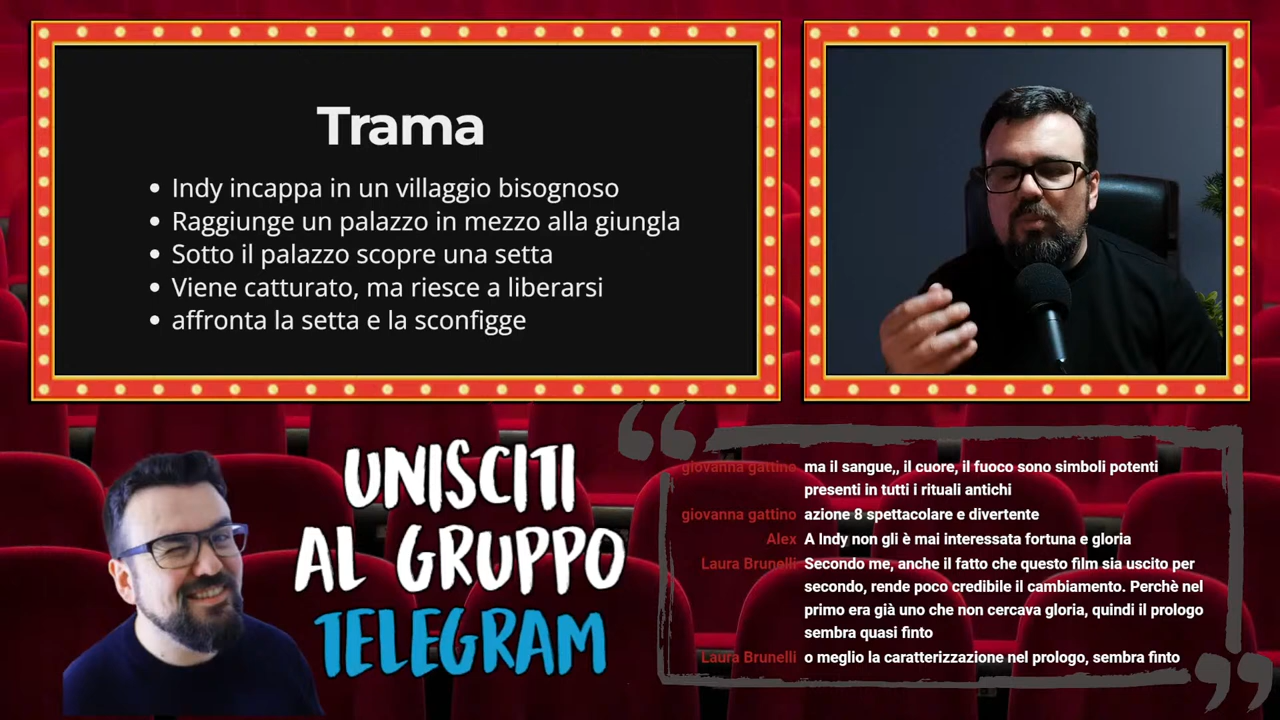 Trama
Indy incappa in un villaggio bisognoso
Raggiunge un palazzo in mezzo alla giungla
Sotto il palazzo scopre una setta
Viene catturato, ma riesce a liberarsi
affronta la setta e la sconfigge
UNISCITI
AL GRUPPO
TELEGRAM
giovanna gattino ma il sangue,, il cuore, il fuoco sono simboli potenti
presenti in tutti i rituali antichi
giovanna gattino azione 8 spettacolare e divertente
Alex A Indy non gli è mai interessata fortuna e gloria
Laura Brunelli Secondo me, anche il fatto che questo film sia uscito per
secondo, rende poco credibile il cambiamento. Perchè nel
primo era già uno che non cercava gloria, quindi il prologo
sembra quasi finto
Laura Brunelli o meglio la caratterizzazione nel prologo, sembra finto